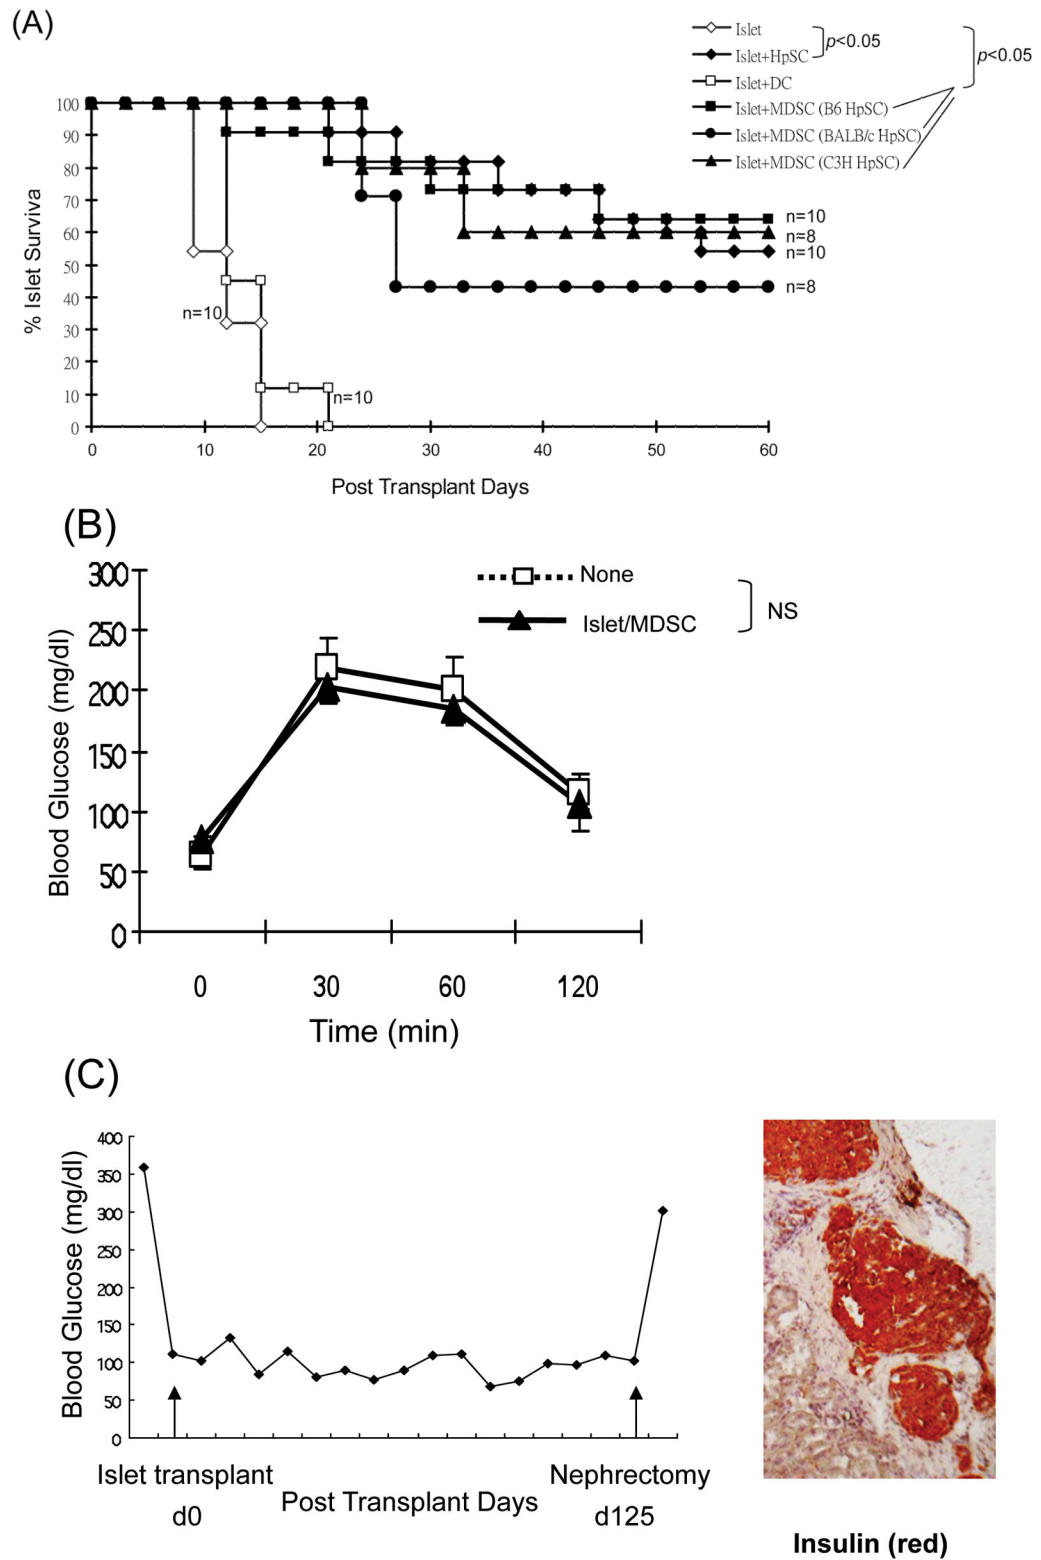 (A)
Islet
Islet+HpSC
p<0.05
Islet+DC
Islet+MDSC (B6 HpSC)
Islet+MDSC (BALB/c HpSC)
Islet+MDSC (C3H HpSC)
p<0.05
% Islet Surviva
100
90
80
70
60
50
40
30
20
10
0
n=10
n=10
n=10
n=8
n=10
n=8
0 10 20 30 40 50 60
Post Transplant Days
(B)
None
Islet/MDSC
NS
Blood Glucose (mg/dl)
300
250
200
150
100
50
0
0 30 60 120
Time (min)
(C)
Blood Glucose (mg/dl)
400
350
300
250
200
150
100
50
0
Islet transplant
d0
Post Transplant Days
Nephrectomy
d125
Insulin (red)